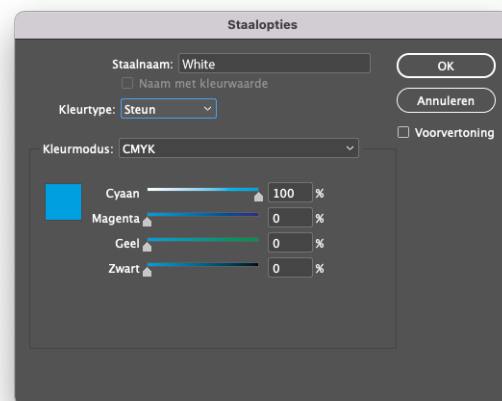 Staalopties
Staalnaam: White
Naam met kleurwaarde
Kleurtype: Steun
Kleurmodus: CMYK
Cyaan 100 %
Magenta 0 %
Geel 0 %
Zwart 0 %
OK
Annuleren
Voorvertoning